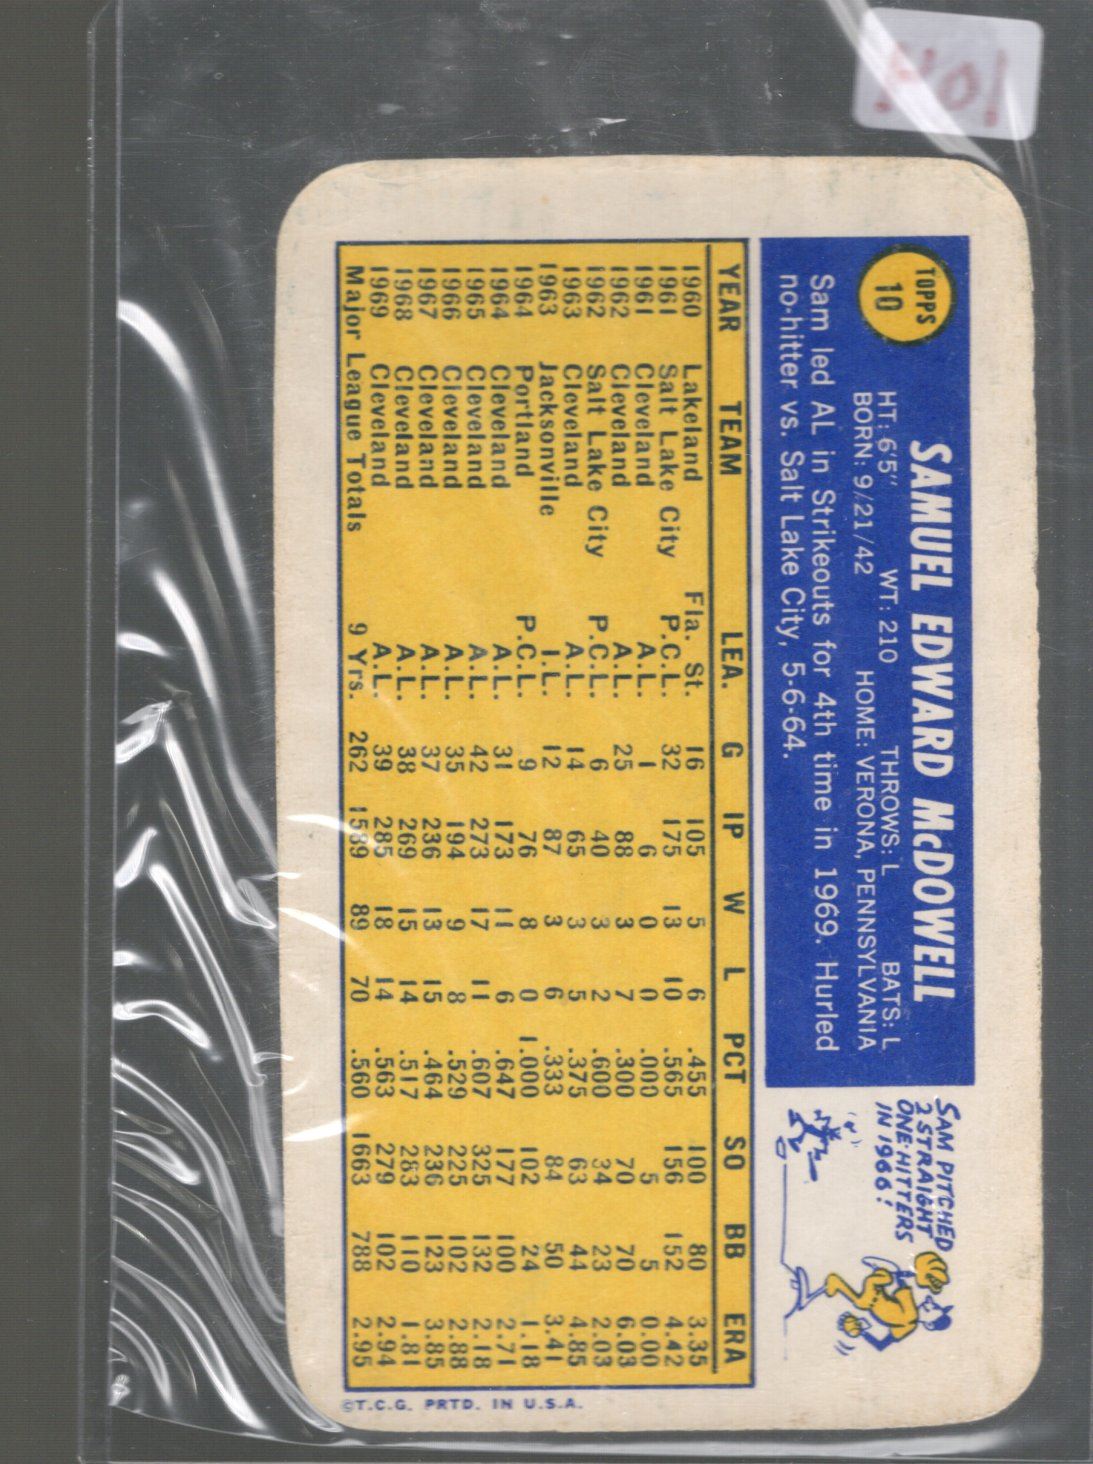 TOPPS
10
SAMUEL EDWARD McDOWELL
HT: 6'5" WT: 210 THROWS: L BATS: L
BORN: 9/21/42 HOME: VERONA, PENNSYLVANIA
Sam led AL in Strikeouts for 4th time in 1969. Hurled
no-hitter vs. Salt Lake City, 5-6-64.
SAM PITCHED
2 STRAIGHT
ONE-HITTERS
IN 1966!
YEAR TEAM LEA. G IP W L PCT SO BB ERA
1960 Lakeland Fla. St. 16 105 5 6 .455 100 80 3.35
1961 Salt Lake City P.C.L. 32 175 13 10 .565 156 152 4.42
1961 Cleveland A.L. 1 6 0 0 .000 5 5 0.00
1962 Cleveland A.L. 25 88 3 7 .300 70 70 6.03
1962 Salt Lake City P.C.L. 6 40 3 2 .600 34 23 2.03
1963 Cleveland A.L. 14 65 3 5 .375 63 44 4.85
1963 Jacksonville I.L. 12 87 3 6 .333 84 50 3.41
1964 Portland P.C.L. 9 76 8 0 1.000 102 24 1.18
1964 Cleveland A.L. 31 173 11 6 .647 177 100 2.71
1965 Cleveland A.L. 42 273 17 11 .607 325 132 2.18
1966 Cleveland A.L. 35 194 9 8 .529 225 102 2.88
1967 Cleveland A.L. 37 236 13 15 .464 236 123 3.85
1968 Cleveland A.L. 38 269 15 14 .517 283 110 1.81
1969 Cleveland A.L. 39 285 18 14 .563 279 102 2.94
Major League Totals 9 Yrs. 262 1589 89 70 .560 1663 788 2.95
©T.C.G. PRTD. IN U.S.A.